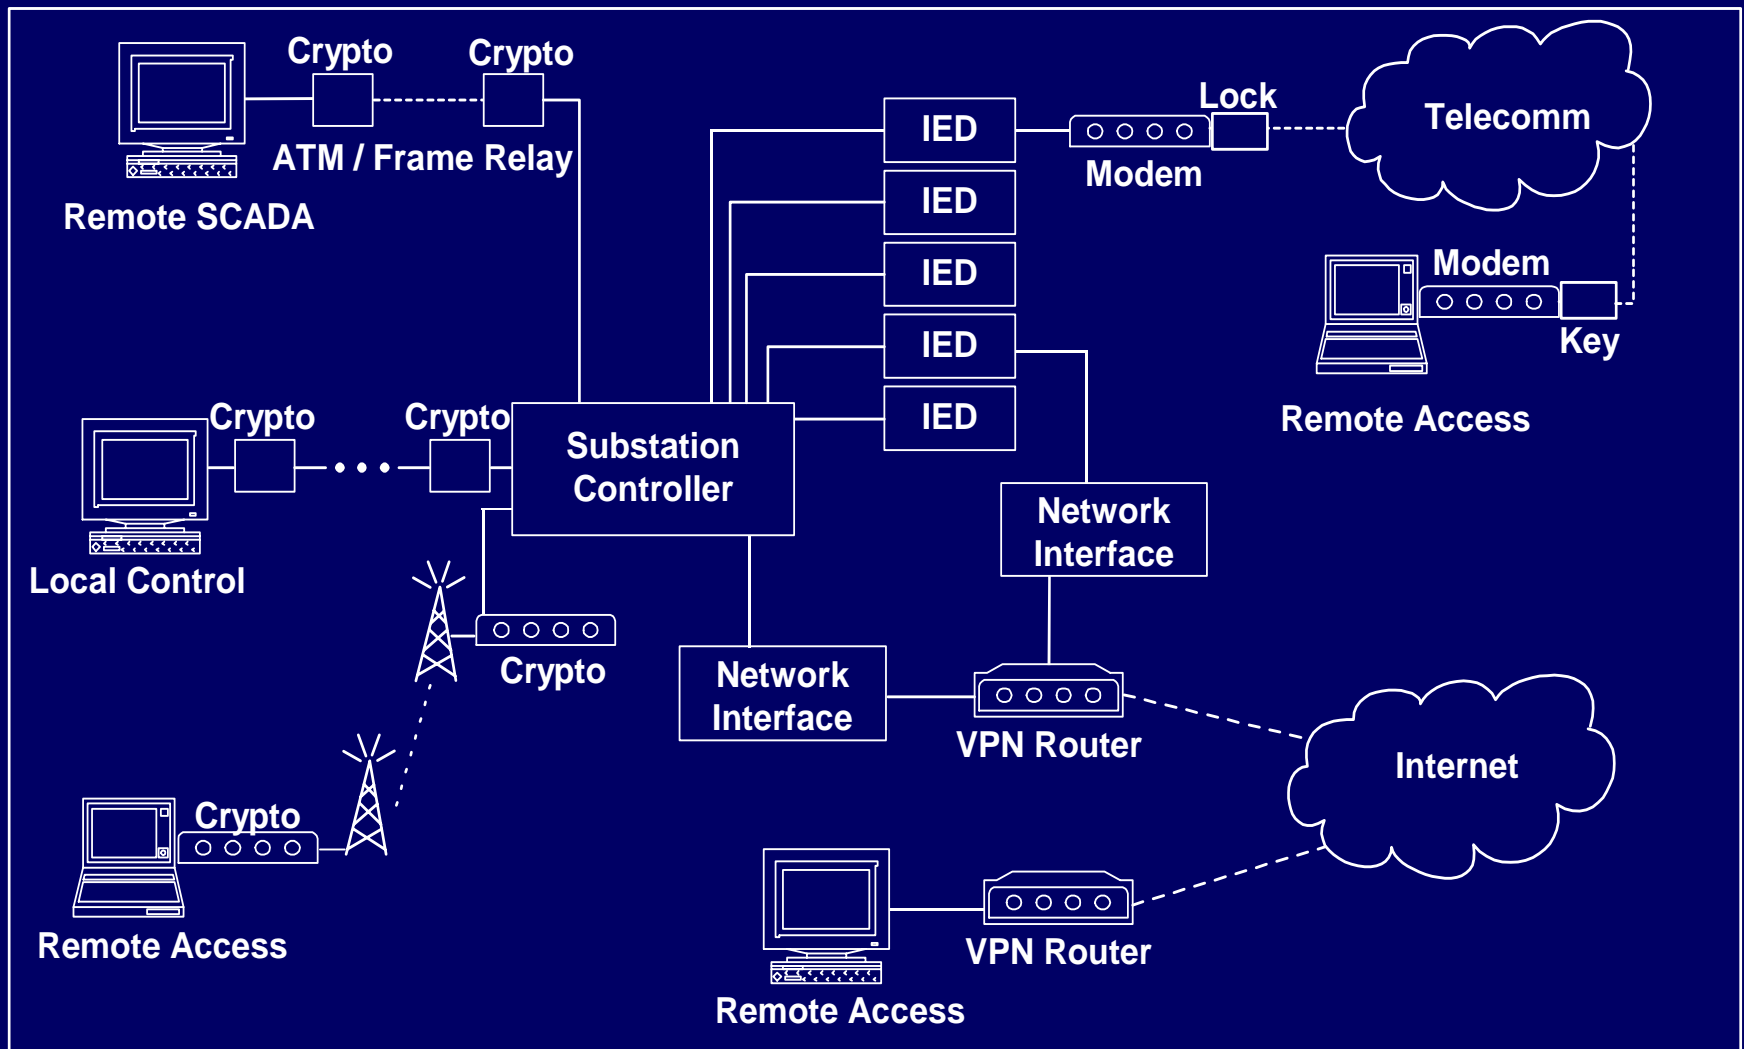 Crypto
Crypto
ATM / Frame Relay
Remote SCADA
IED
IED
IED
IED
IED
Lock
Modem
Telecomm
Modem
Key
Remote Access
Crypto
Crypto
Local Control
Substation
Controller
Network
Interface
Crypto
Network
Interface
VPN Router
Internet
Crypto
Remote Access
VPN Router
Remote Access